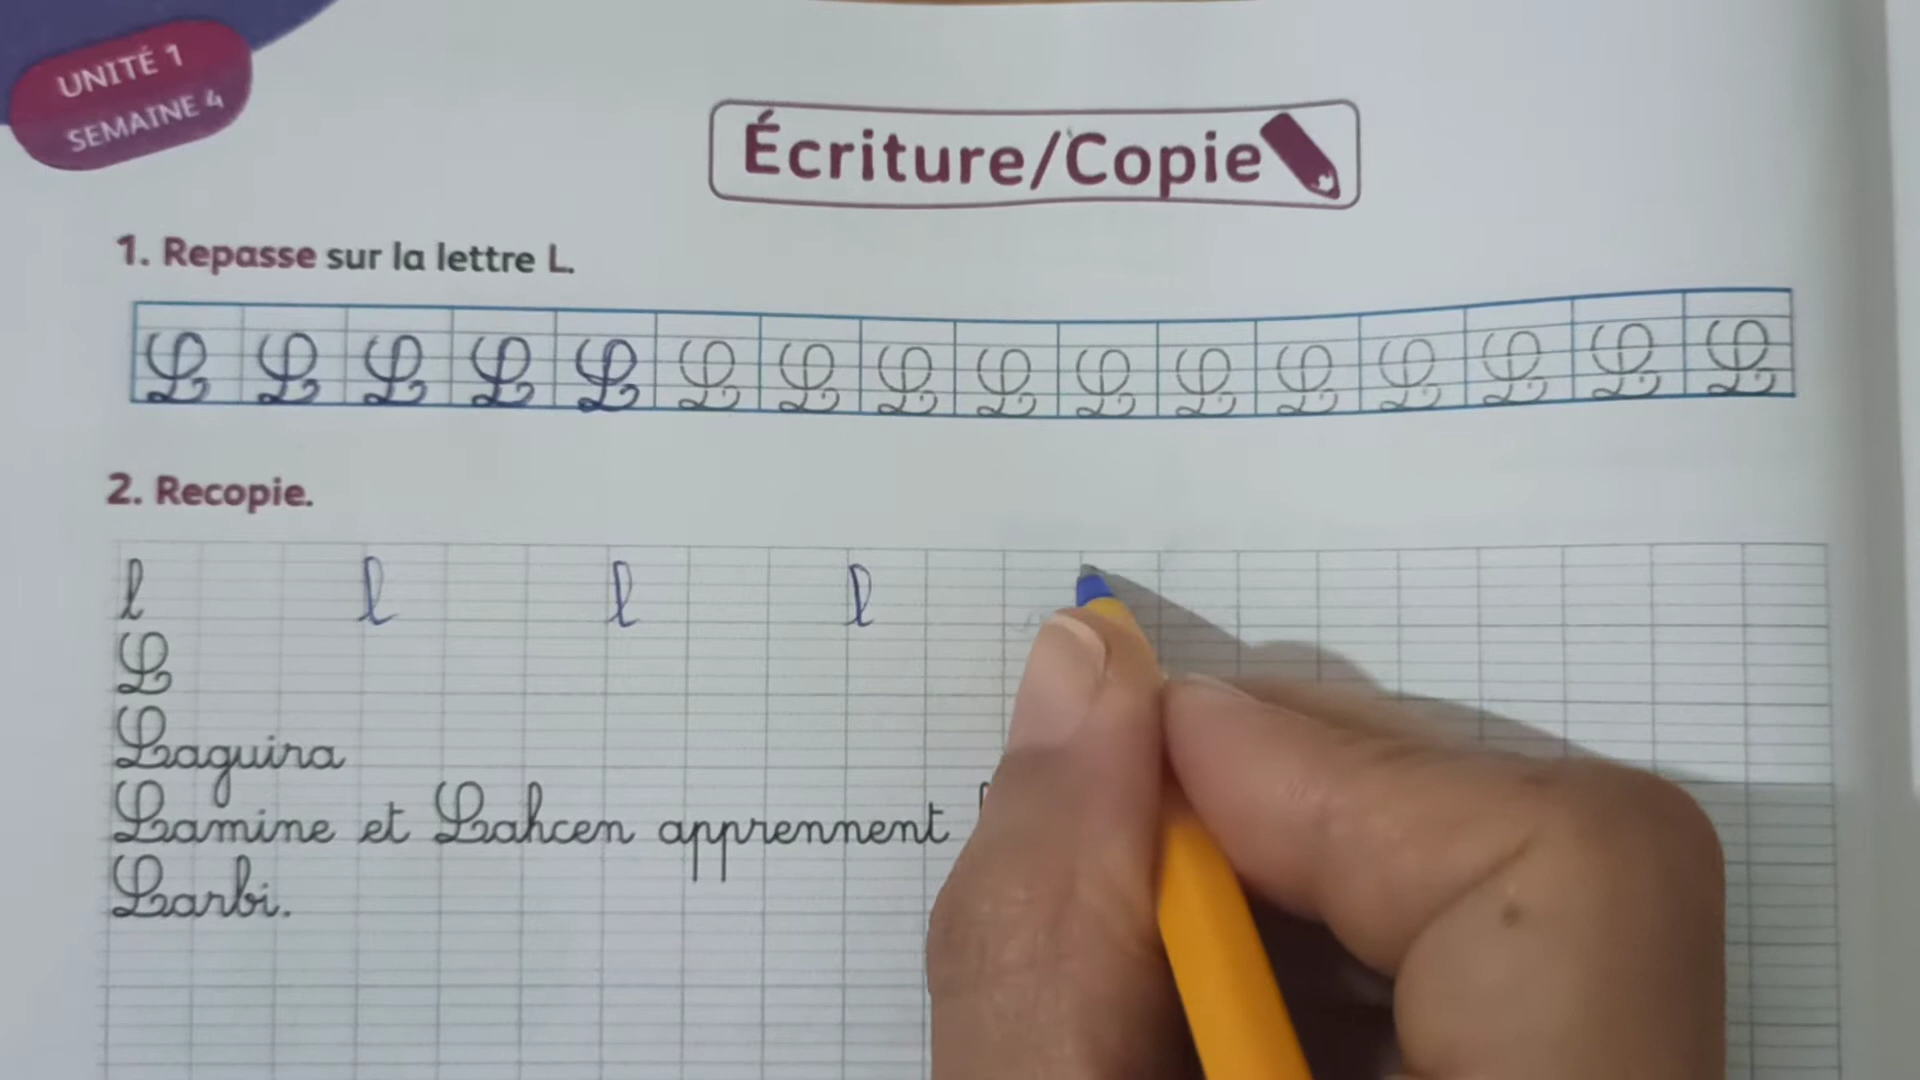 UNITÉ 1
SEMAINE 4
Écriture/Copie
1. Repasse sur la lettre L.
L L L L L L L L L L L L L L L L
2. Recopie.
l l l l
L
Laguira
Lamine et Lahcen apprennent
Larbi.